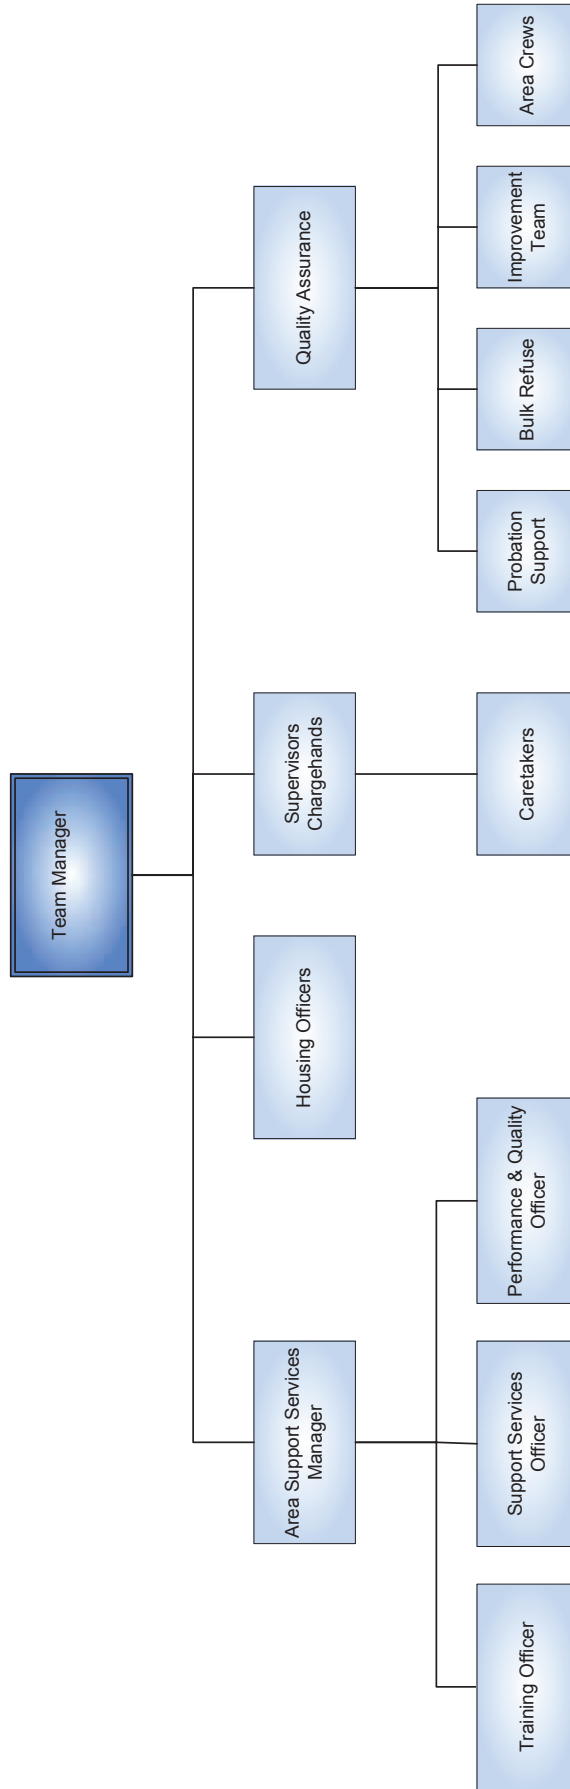 Team Manager
Area Support Services
Manager
Housing Officers
Supervisors
Chargehands
Quality Assurance
Training Officer
Support Services
Officer
Performance & Quality
Officer
Caretakers
Probation
Support
Bulk Refuse
Improvement
Team
Area Crews